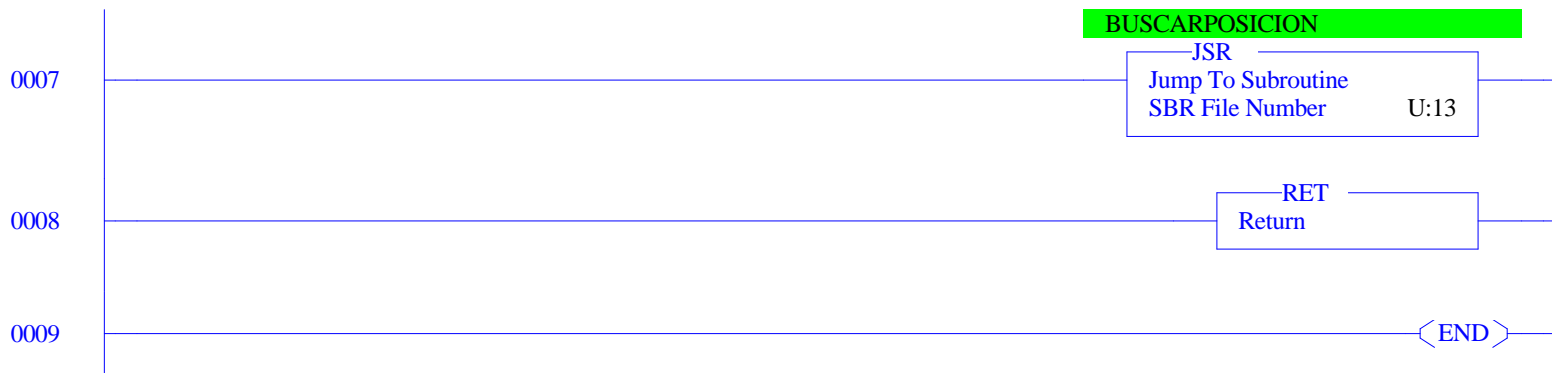 BUSCARPOSICION
JSR
0007
Jump To Subroutine
SBR File Number U:13
RET
0008
Return
0009
END